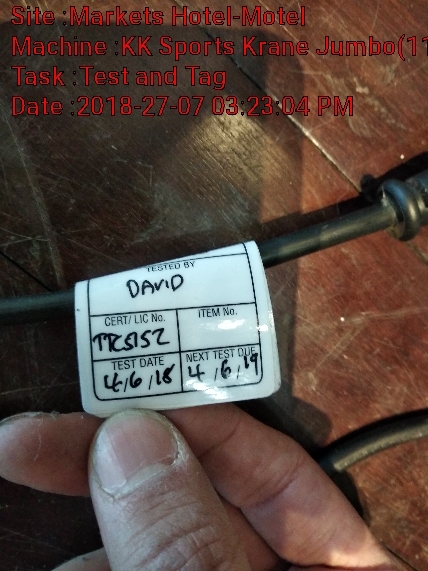 Site :Markets Hotel-Motel
Machine :KK Sports Krane Jumbo(11
Task :Test and Tag
Date :2018-27-07 03:23:04 PM
TESTED BY
DAVID
CERT/ LIC No.
ITEM No.
TTC5152
TEST DATE
NEXT TEST DUE
4/6/18
4/6/19